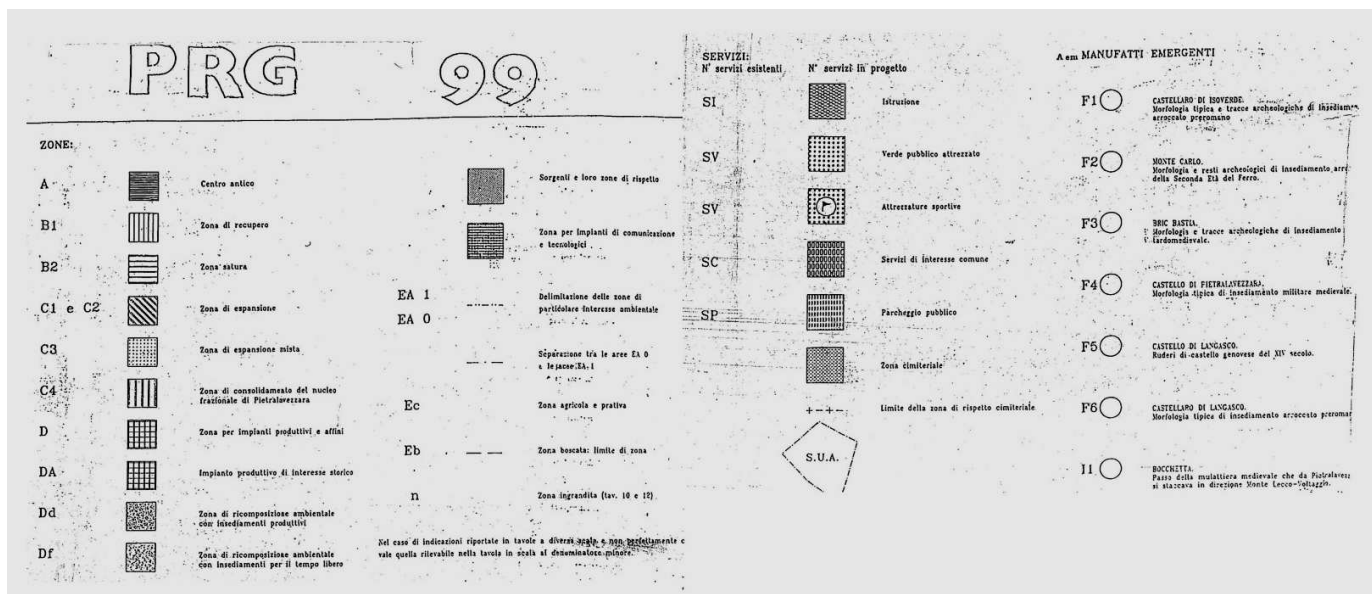 PRG 99
ZONE:
A Centro antico
B1 Zona di recupero
B2 Zona satura
C1 e C2 Zona di espansione
C3 Zona di espansione mista
C4 Zona di consolidamento del nucleo
frazionale di Pietralavezzara
D Zona per impianti produttivi e affini
DA Impianto produttivo di interesse storico
Dd Zona di ricomposizione ambientale
con insediamenti produttivi
Df Zona di ricomposizione ambientale
con insediamenti per il tempo libero
Sorgenti e loro zone di rispetto
Zona per impianti di comunicazione
e tecnologici
EA 1 Delimitazione delle zone di
EA 0 particolare interesse ambientale
Separazione tra le aree EA 0
e le EA 1
Ec Zona agricola e prativa
Eb Zona boscata: limite di zona
n Zona ingrandita (tav. 10 e 12)
Nel caso di indicazioni riportate in tavole a diversa scala e non perfettamente c
vale quella rilevabile nella tavola in scala al denominatore minore.
SERVIZI:
N° servizi esistenti N° servizi in progetto
SI Istruzione
SV Verde pubblico attrezzato
SV Attrezzature sportive
SC Servizi di interesse comune
SP Parcheggio pubblico
Zona cimiteriale
+-+- Limite della zona di rispetto cimiteriale
S.U.A.
A em MANUFATTI EMERGENTI
F1 CASTELLARO DI ISOVERDE.
Morfologia tipica e tracce archeologiche di insediame
arroccato preromano
F2 MONTE CARLO.
Morfologia e resti archeologici di insediamento arr
della Seconda Età del Ferro.
F3 BRIC BASTIA.
Morfologia e tracce archeologiche di insediamento
tardomedievale.
F4 CASTELLO DI PIETRALAVEZZARA.
Morfologia tipica di insediamento militare medievale.
F5 CASTELLO DI LANGASCO.
Ruderi di castello genovese del XIV secolo.
F6 CASTELLARO DI LANGASCO.
Morfologia tipica di insediamento arroccato preromar
I1 BOCCHETTA.
Passo della mulattiera medievale che da Pietralavezz
si staccava in direzione Monte Lecco-Voltaggio.